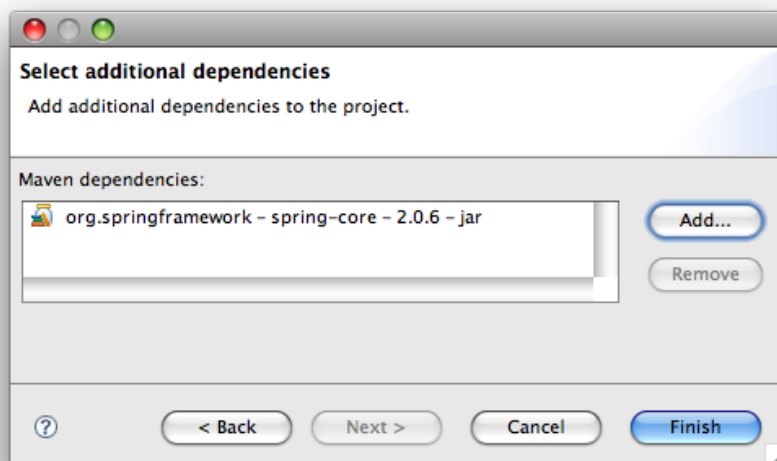 Select additional dependencies
Add additional dependencies to the project.
Maven dependencies:
org.springframework – spring-core – 2.0.6 – jar
Add...
Remove
?
< Back
Next >
Cancel
Finish